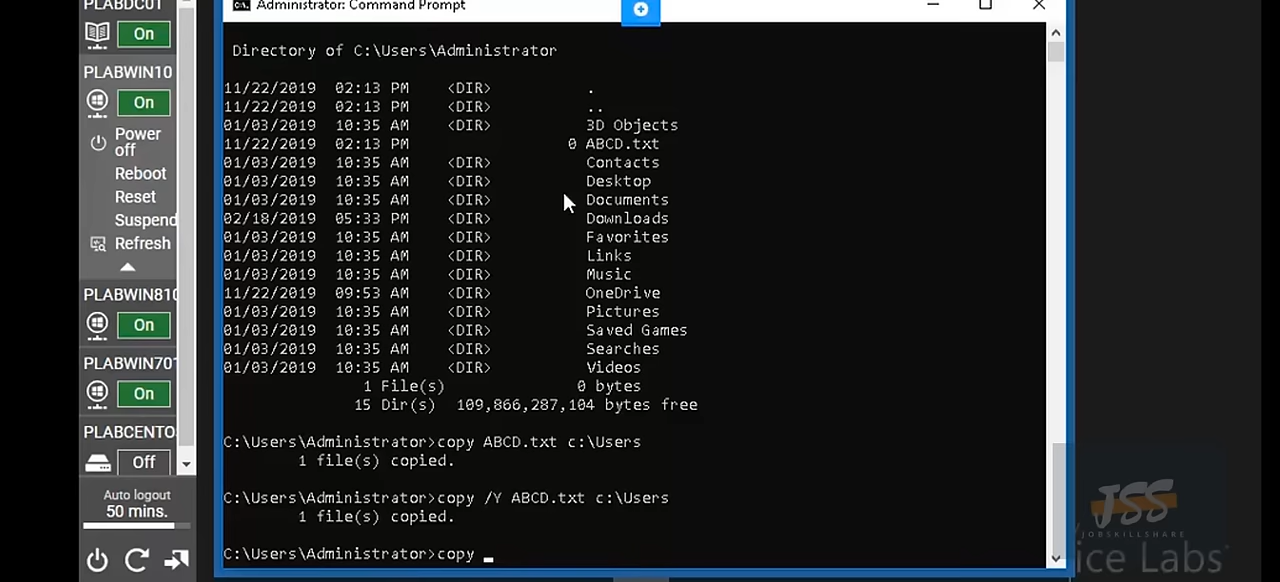 PLABDC01
On
PLABWIN10
On
Power
off
Reboot
Reset
Suspend
Refresh
PLABWIN810
On
PLABWIN701
On
PLABCENTO
Off
Auto logout
50 mins.
Administrator: Command Prompt
Directory of C:\Users\Administrator
11/22/2019 02:13 PM <DIR> .
11/22/2019 02:13 PM <DIR> ..
01/03/2019 10:35 AM <DIR> 3D Objects
11/22/2019 02:13 PM 0 ABCD.txt
01/03/2019 10:35 AM <DIR> Contacts
01/03/2019 10:35 AM <DIR> Desktop
01/03/2019 10:35 AM <DIR> Documents
02/18/2019 05:33 PM <DIR> Downloads
01/03/2019 10:35 AM <DIR> Favorites
01/03/2019 10:35 AM <DIR> Links
01/03/2019 10:35 AM <DIR> Music
11/22/2019 09:53 AM <DIR> OneDrive
01/03/2019 10:35 AM <DIR> Pictures
01/03/2019 10:35 AM <DIR> Saved Games
01/03/2019 10:35 AM <DIR> Searches
01/03/2019 10:35 AM <DIR> Videos
1 File(s) 0 bytes
15 Dir(s) 109,866,287,104 bytes free
C:\Users\Administrator>copy ABCD.txt c:\Users
1 file(s) copied.
C:\Users\Administrator>copy /Y ABCD.txt c:\Users
1 file(s) copied.
C:\Users\Administrator>copy _
JSS
JOBSKILLSHARE
ice Labs